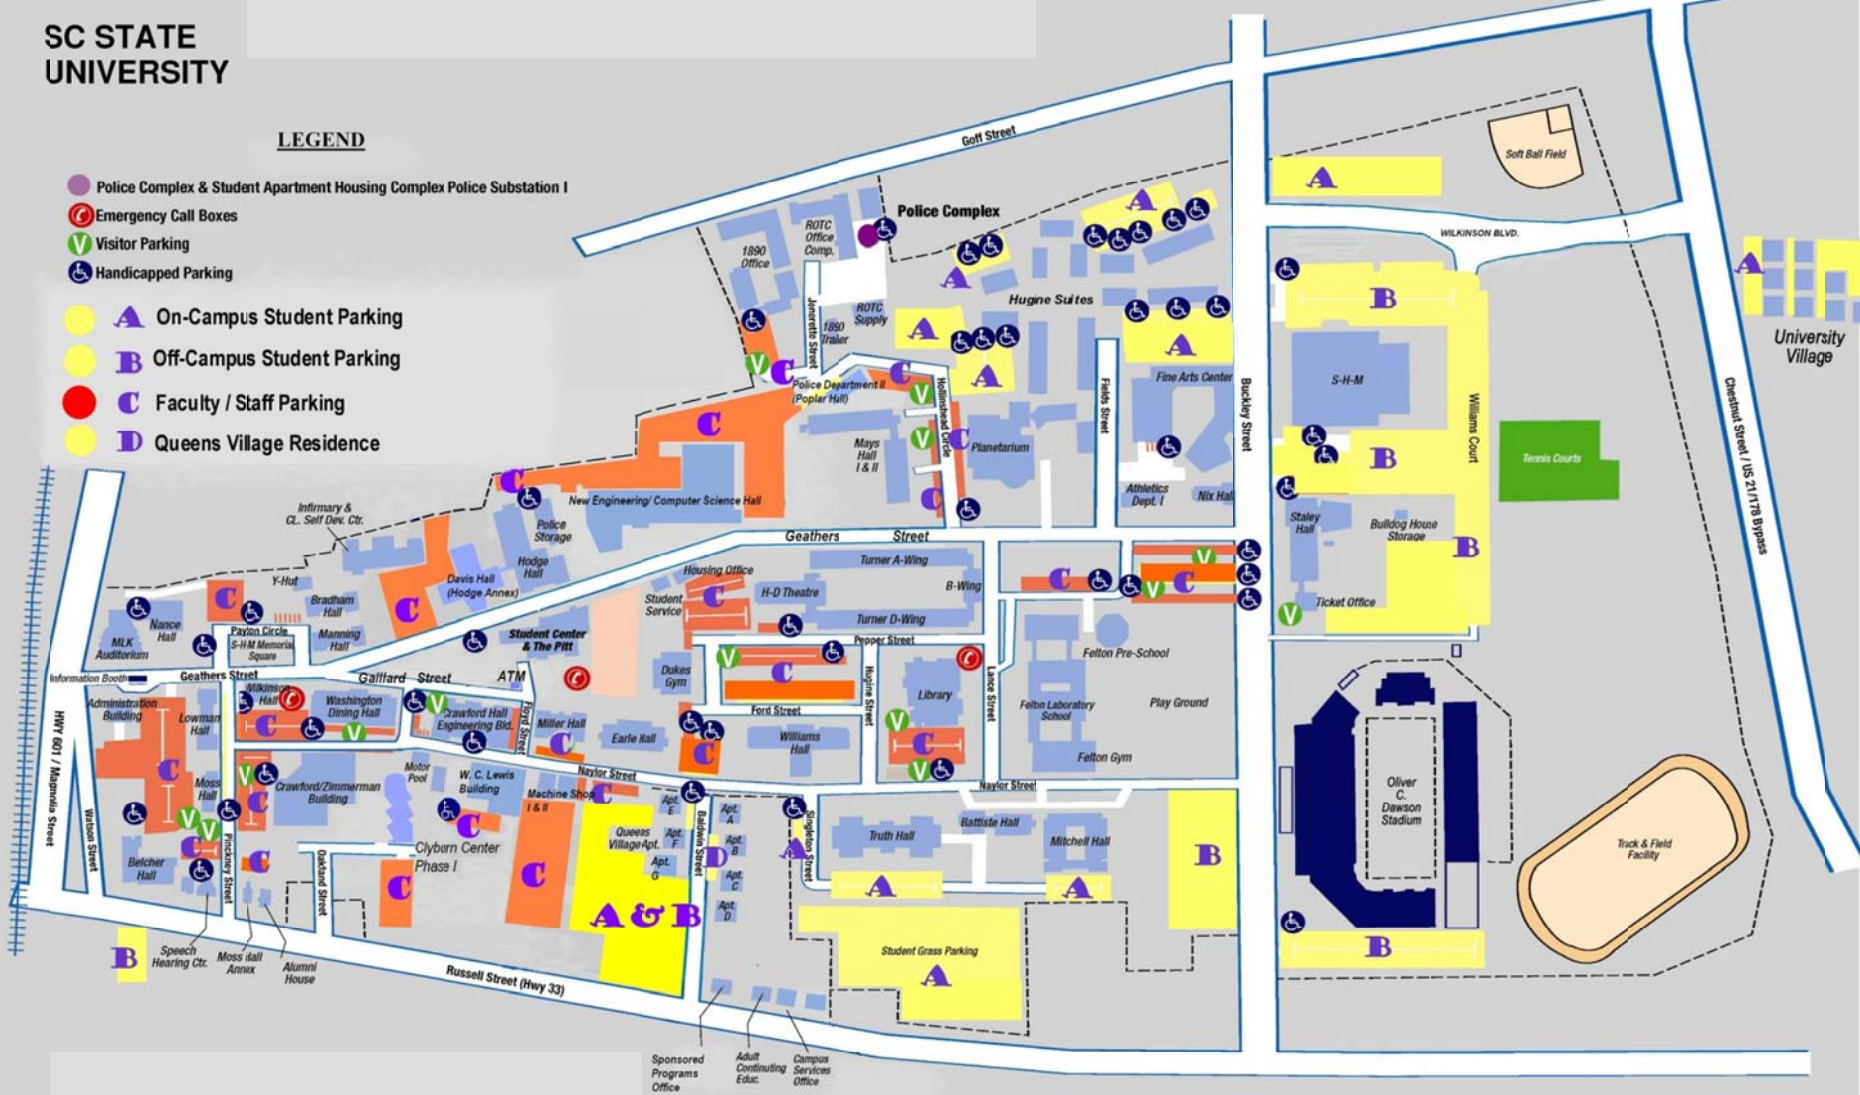 SC STATE
UNIVERSITY
LEGEND
Police Complex & Student Apartment Housing Complex Police Substation I
Emergency Call Boxes
V
Visitor Parking
Handicapped Parking
A
On-Campus Student Parking
B
Off-Campus Student Parking
C
Faculty / Staff Parking
D
Queens Village Residence
Goff Street
Soft Ball Field
A
WILKINSON BLVD.
Police Complex
ROTC
Office
Comp.
1890
Office
A
A
Hugine Suites
A
University
Village
B
Jenorette Street
ROTC
Supply
1890
Trailer
A
A
A
V
C
Police Department II
(Poplar Hall)
C
V
Hollinshead Circle
Fields Street
Fine Arts Center
Buckley Street
S-H-M
Williams Court
Chestnut Street / US 21/178 Bypass
C
Mays
Hall
I & II
V
C
Planetarium
B
Tennis Courts
C
New Engineering/ Computer Science Hall
C
Athletics
Dept. I
Nix Hal
Infirmary &
CL. Self Dev. Ctr.
Police
Storage
Geathers Street
Staley
Hall
Bulldog House
Storage
B
Hodge
Hall
Davis Hall
(Hodge Annex)
Y-Hut
C
Bradham
Hall
C
Housing Office
Student
Service
C
H-D Theatre
Turner A-Wing
B-Wing
Turner D-Wing
C
V
V
C
V
Ticket Office
Nance
Hall
MLK
Auditorium
Payton Circle
S-H-M Memorial
Square
Manning
Hall
Student Center
& The Pitt
Pepper Street
Felton Pre-School
Information Booth
Geathers Street
Gaillard Street
ATM
Dukes
Gym
V
C
Library
Lance Street
Hugine Street
Felton Laboratory
School
Play Ground
Administration
Building
Lowman
Hall
Wilkinson
Hall
C
Washington
Dining Hall
V
V
Crawford Hall
Engineering Bld.
Floyd Street
Miller Hall
C
Earle Hall
Ford Street
Williams
Hall
C
V
C
V
Felton Gym
HWY 601 / Magnolia Street
Watson Street
C
Moss
Hall
V
C
Crawford/Zimmerman
Building
Motor
Pool
W. C. Lewis
Building
Naylor Street
Naylor Street
Machine Shop
I & II
C
C
Apt.
E
Apt.
F
Apt.
G
Queens
Village Apt.
Baldwin Street
Apt.
A
Apt.
B
Apt.
C
Apt.
D
D
A
Singleton Street
Truth Hall
Battiste Hall
Mitchell Hall
B
Oliver
C.
Dawson
Stadium
Track & Field
Facility
V
V
C
Belcher
Hall
Pinckney Street
C
Oakland Street
Clyburn Center
Phase I
C
C
A & B
A
A
Student Grass Parking
A
B
B
Speech
Hearing Ctr.
Moss Hall
Annex
Alumni
House
Russell Street (Hwy 33)
Sponsored
Programs
Office
Adult
Continuting
Educ.
Campus
Services
Office